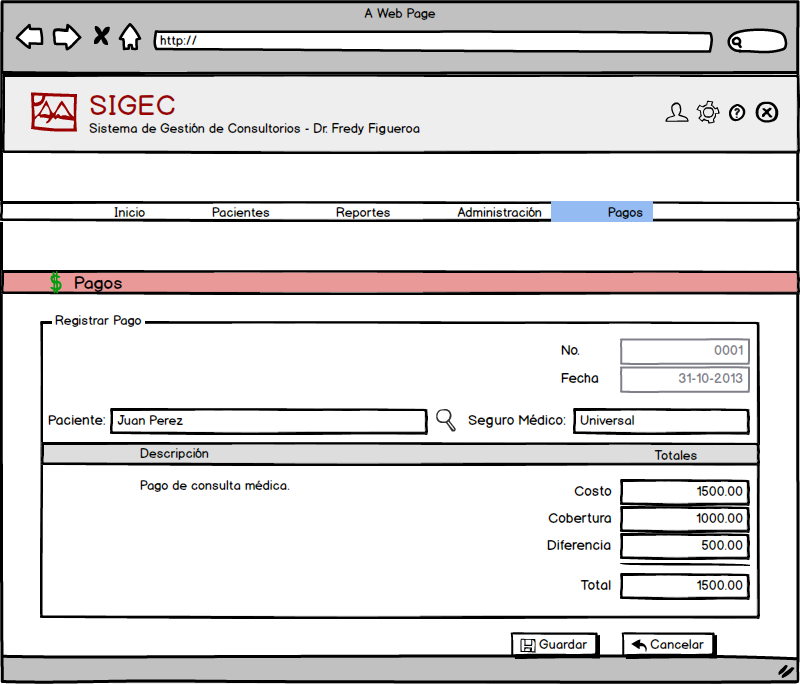 A Web Page
http://
SIGEC
Sistema de Gestión de Consultorios - Dr. Fredy Figueroa
Inicio Pacientes Reportes Administración Pagos
$ Pagos
Registrar Pago
No. 0001
Fecha 31-10-2013
Paciente: Juan Perez Seguro Médico: Universal
Descripción Totales
Pago de consulta médica.
Costo 1500.00
Cobertura 1000.00
Diferencia 500.00
Total 1500.00
Guardar Cancelar